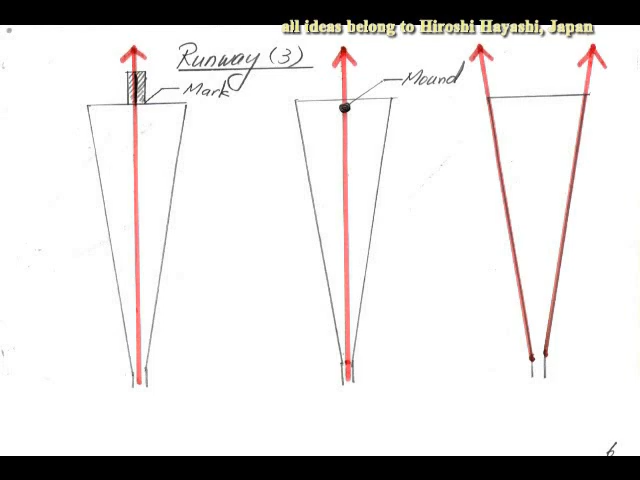 all ideas belong to Hiroshi Hayashi, Japan
Runway (3)
Mark
Mound
6